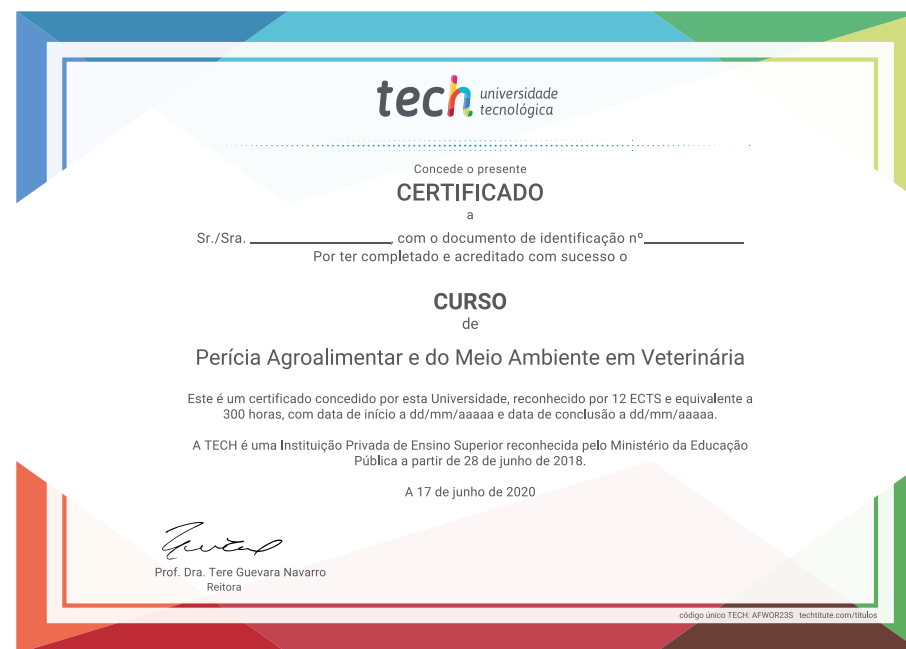 tech universidade
tecnológica
Concede o presente
CERTIFICADO
a
Sr./Sra. ____________________, com o documento de identificação nº______________
Por ter completado e acreditado com sucesso o
CURSO
de
Perícia Agroalimentar e do Meio Ambiente em Veterinária
Este é um certificado concedido por esta Universidade, reconhecido por 12 ECTS e equivalente a
300 horas, com data de início a dd/mm/aaaaa e data de conclusão a dd/mm/aaaaa.
A TECH é uma Instituição Privada de Ensino Superior reconhecida pelo Ministério da Educação
Pública a partir de 28 de junho de 2018.
A 17 de junho de 2020
Prof. Dra. Tere Guevara Navarro
Reitora
código único TECH: AFWOR23S techtitute.com/titulos